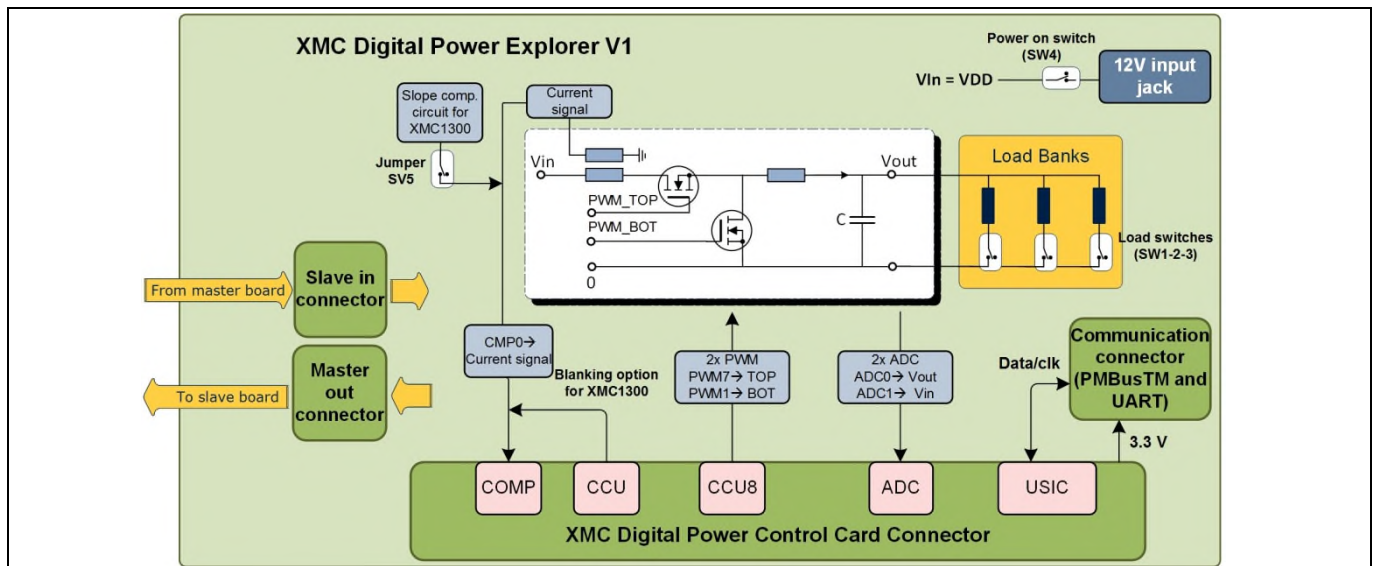 XMC Digital Power Explorer V1
Power on switch
(SW4)
VIn = VDD
12V input
jack
Slope comp.
circuit for
XMC1300
Current
signal
Jumper
SV5
Vin
Vout
PWM_TOP
PWM_BOT
C
0
Load Banks
Load switches
(SW1-2-3)
From master board
Slave in
connector
To slave board
Master
out
connector
CMP0→
Current signal
Blanking option
for XMC1300
2x PWM
PWM7→ TOP
PWM1→ BOT
2x ADC
ADC0→ Vout
ADC1→ Vin
Data/clk
Communication
connector
(PMBusTM and
UART)
3.3 V
COMP
CCU
CCU8
ADC
USIC
XMC Digital Power Control Card Connector